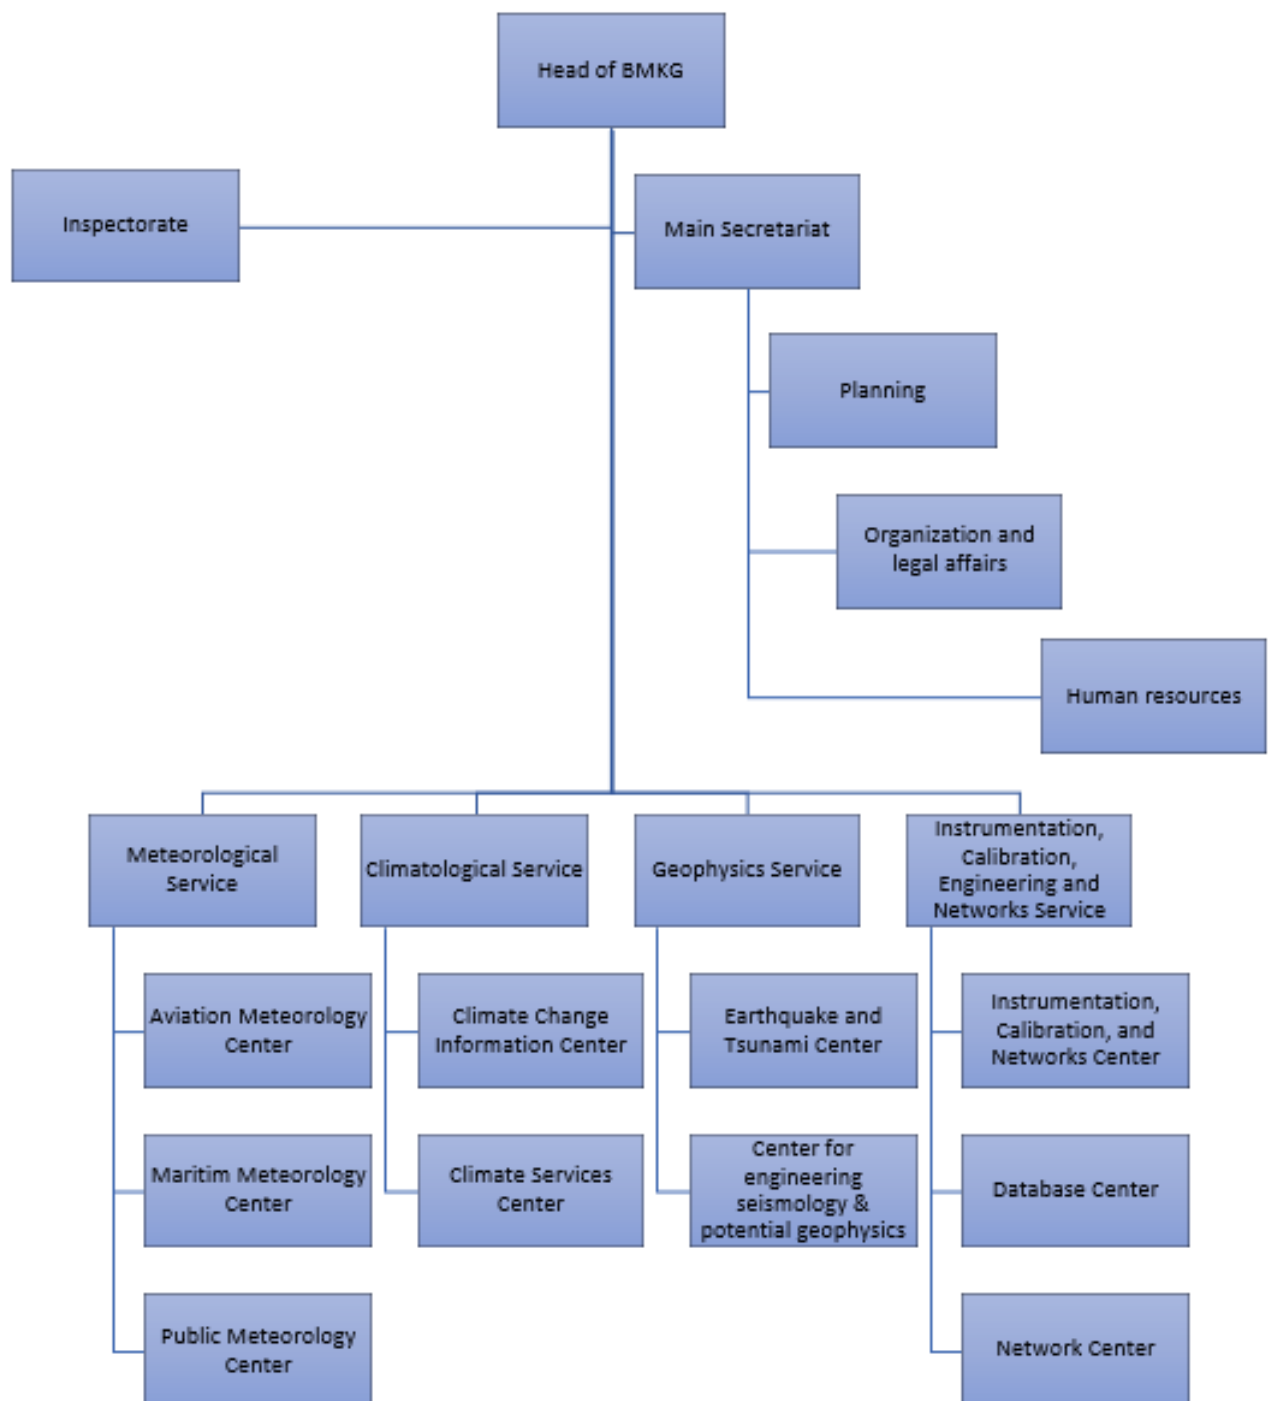 Head of BMKG
Inspectorate
Main Secretariat
Planning
Organization and
legal affairs
Human resources
Meteorological
Service
Climatological Service
Geophysics Service
Instrumentation,
Calibration,
Engineering and
Networks Service
Aviation Meteorology
Center
Climate Change
Information Center
Earthquake and
Tsunami Center
Instrumentation,
Calibration, and
Networks Center
Maritim Meteorology
Center
Climate Services
Center
Center for
engineering
seismology &
potential geophysics
Database Center
Public Meteorology
Center
Network Center